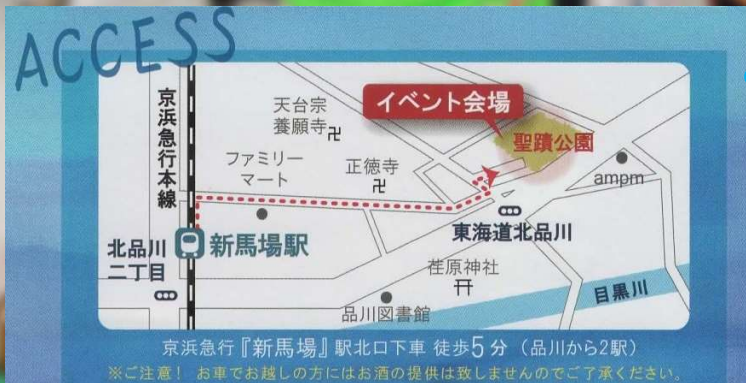 ACCESS
京浜急行本線
天台宗
養願寺
イベント会場
聖蹟公園
ファミリー
マート
正徳寺
ampm
東海道北品川
北品川
二丁目
新馬場駅
荏原神社
品川図書館
目黒川
京浜急行『新馬場』駅北口下車 徒歩5分（品川から2駅）
※ご注意！ お車でお越しの方にはお酒の提供は致しませんのでご了承ください。